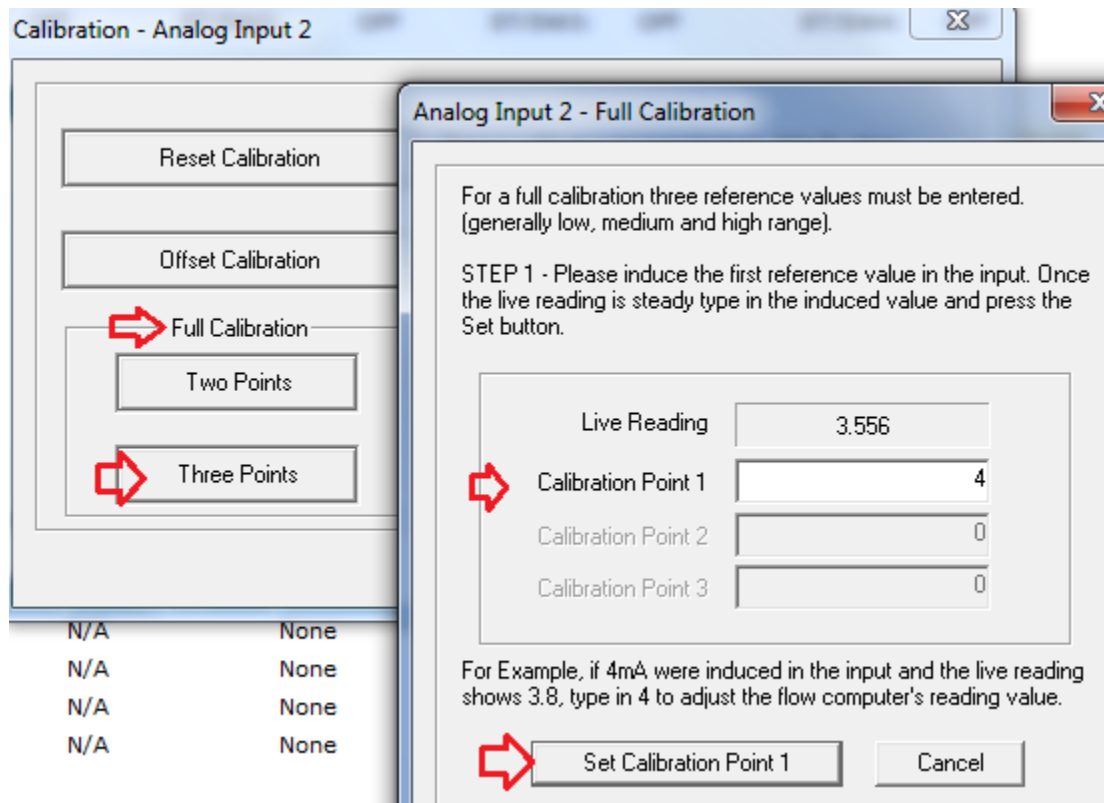 Calibration - Analog Input 2
Reset Calibration
Offset Calibration
Full Calibration
Two Points
Three Points
N/A None
N/A None
N/A None
N/A None
Analog Input 2 - Full Calibration
For a full calibration three reference values must be entered.
(generally low, medium and high range).
STEP 1 - Please induce the first reference value in the input. Once
the live reading is steady type in the induced value and press the
Set button.
Live Reading 3.556
Calibration Point 1 4
Calibration Point 2 0
Calibration Point 3 0
For Example, if 4mA were induced in the input and the live reading
shows 3.8, type in 4 to adjust the flow computer's reading value.
Set Calibration Point 1 Cancel